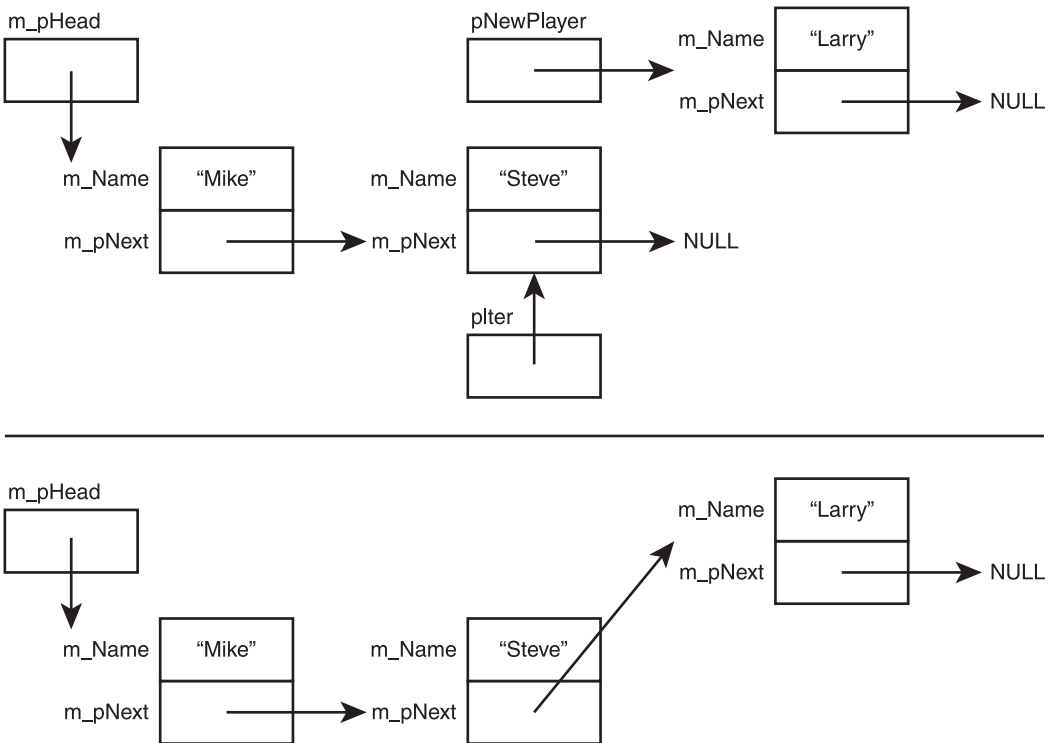 m_pHead
pNewPlayer
m_Name
“Larry”
m_pNext
NULL
m_Name
“Mike”
m_Name
“Steve”
m_pNext
m_pNext
NULL
pIter
m_pHead
m_Name
“Larry”
m_pNext
NULL
m_Name
“Mike”
m_Name
“Steve”
m_pNext
m_pNext